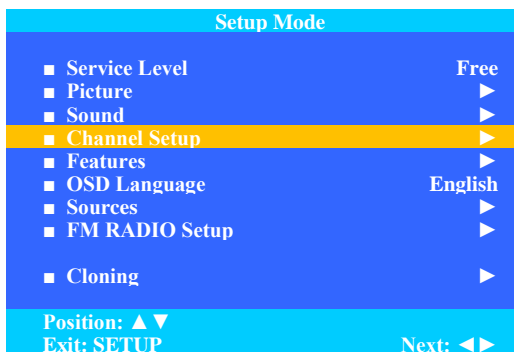 Setup Mode
■ Service Level Free
■ Picture ►
■ Sound ►
■ Channel Setup ►
■ Features ►
■ OSD Language English
■ Sources ►
■ FM RADIO Setup ►
■ Cloning ►
Position: ▲▼
Exit: SETUP Next: ◄►